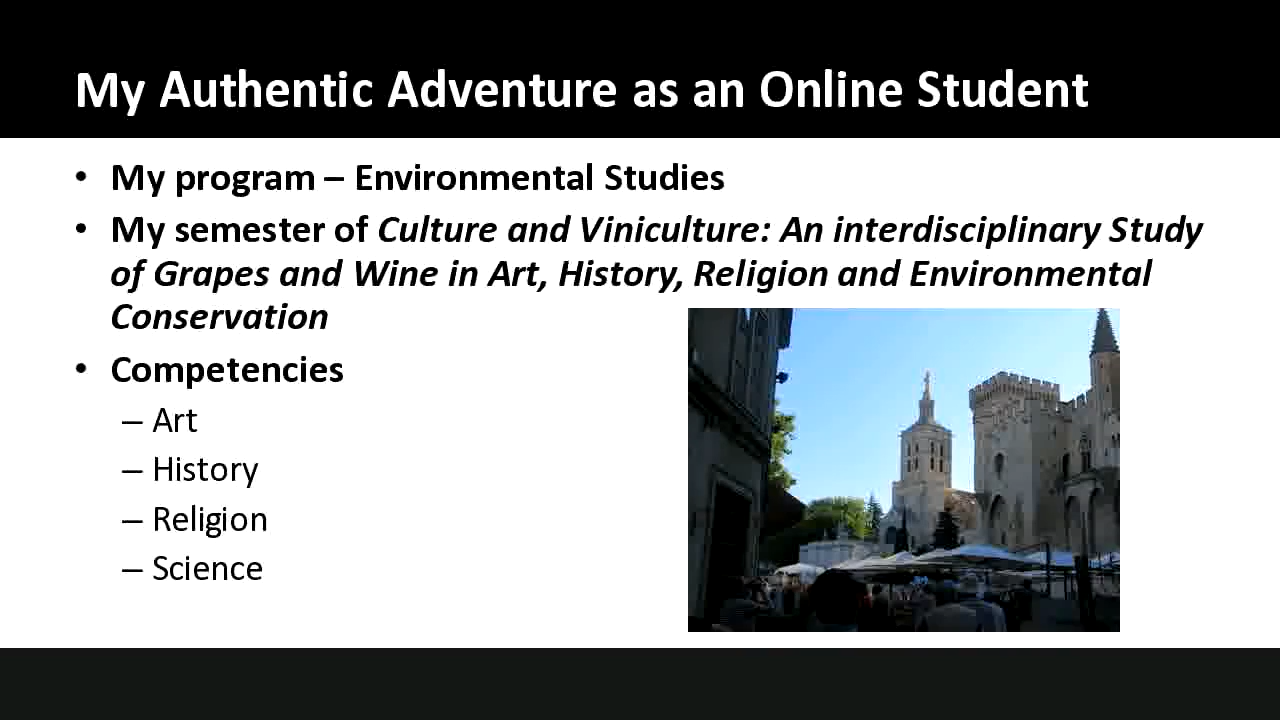 My Authentic Adventure as an Online Student
• My program – Environmental Studies
• My semester of Culture and Viniculture: An interdisciplinary Study
of Grapes and Wine in Art, History, Religion and Environmental
Conservation
• Competencies
– Art
– History
– Religion
– Science